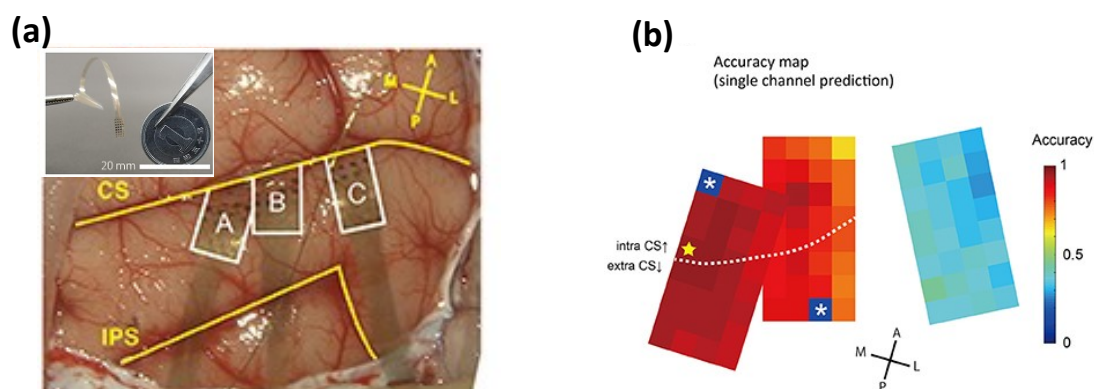 (a)
20 mm
A
M
L
P
CS
A
B
C
IPS
(b)
Accuracy map
(single channel prediction)
Accuracy
1
0.5
0
*
*
intra CS↑
extra CS↓
A
M
L
P